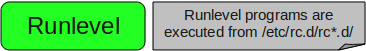 Runlevel
Runlevel programs are
executed from /etc/rc.d/rc*.d/